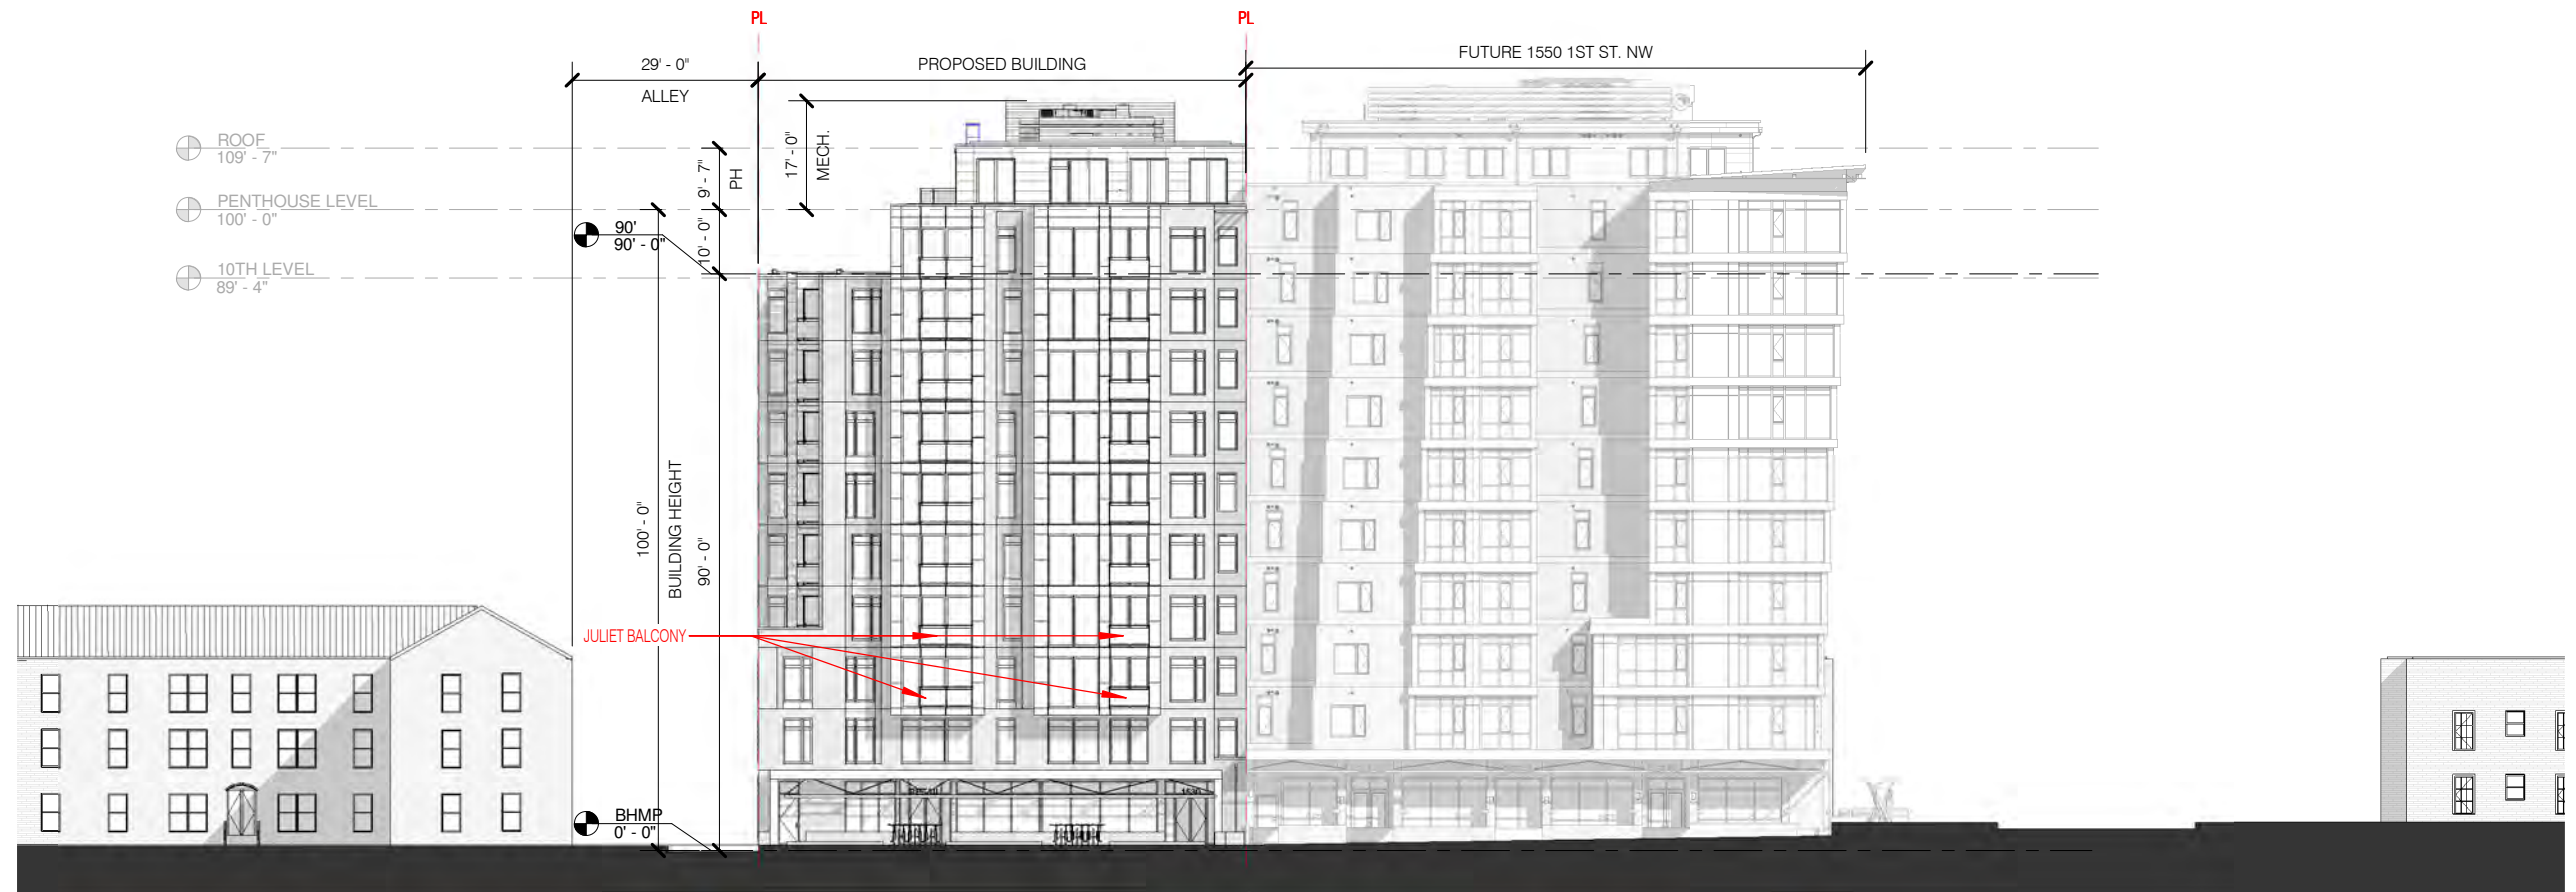 PL
PL
FUTURE 1550 1ST ST. NW
29' - 0"
PROPOSED BUILDING
ALLEY
ROOF
109' - 7"
17' - 0"
MECH.
9' - 7"
PH
PENTHOUSE LEVEL
100' - 0"
90'
90' - 0"
10' - 0"
10TH LEVEL
89' - 4"
100' - 0"
BUILDING HEIGHT
90' - 0"
JULIET BALCONY
BHMP
0' - 0"